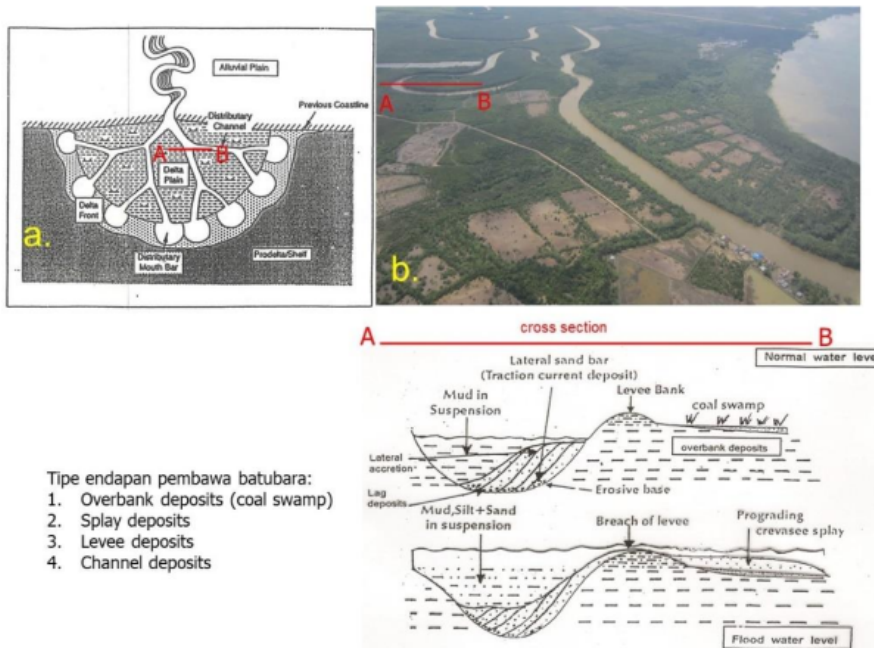 Alluvial Plain
Previous Coastline
Distributary
Channel
A
B
Delta
Plain
Delta
Front
a.
Distributary
Mouth Bar
Prodelta/Shelf
A
B
b.
A
cross section
B
Normal water level
Lateral sand bar
(Traction current deposit)
Levee Bank
Mud in
Suspension
coal swamp
overbank deposits
Lateral
accretion
Lag
deposits
Erosive base
Mud,Silt+Sand
in suspension
Breach of levee
Prograding
crevasee splay
Flood water level
Tipe endapan pembawa batubara:
1. Overbank deposits (coal swamp)
2. Splay deposits
3. Levee deposits
4. Channel deposits